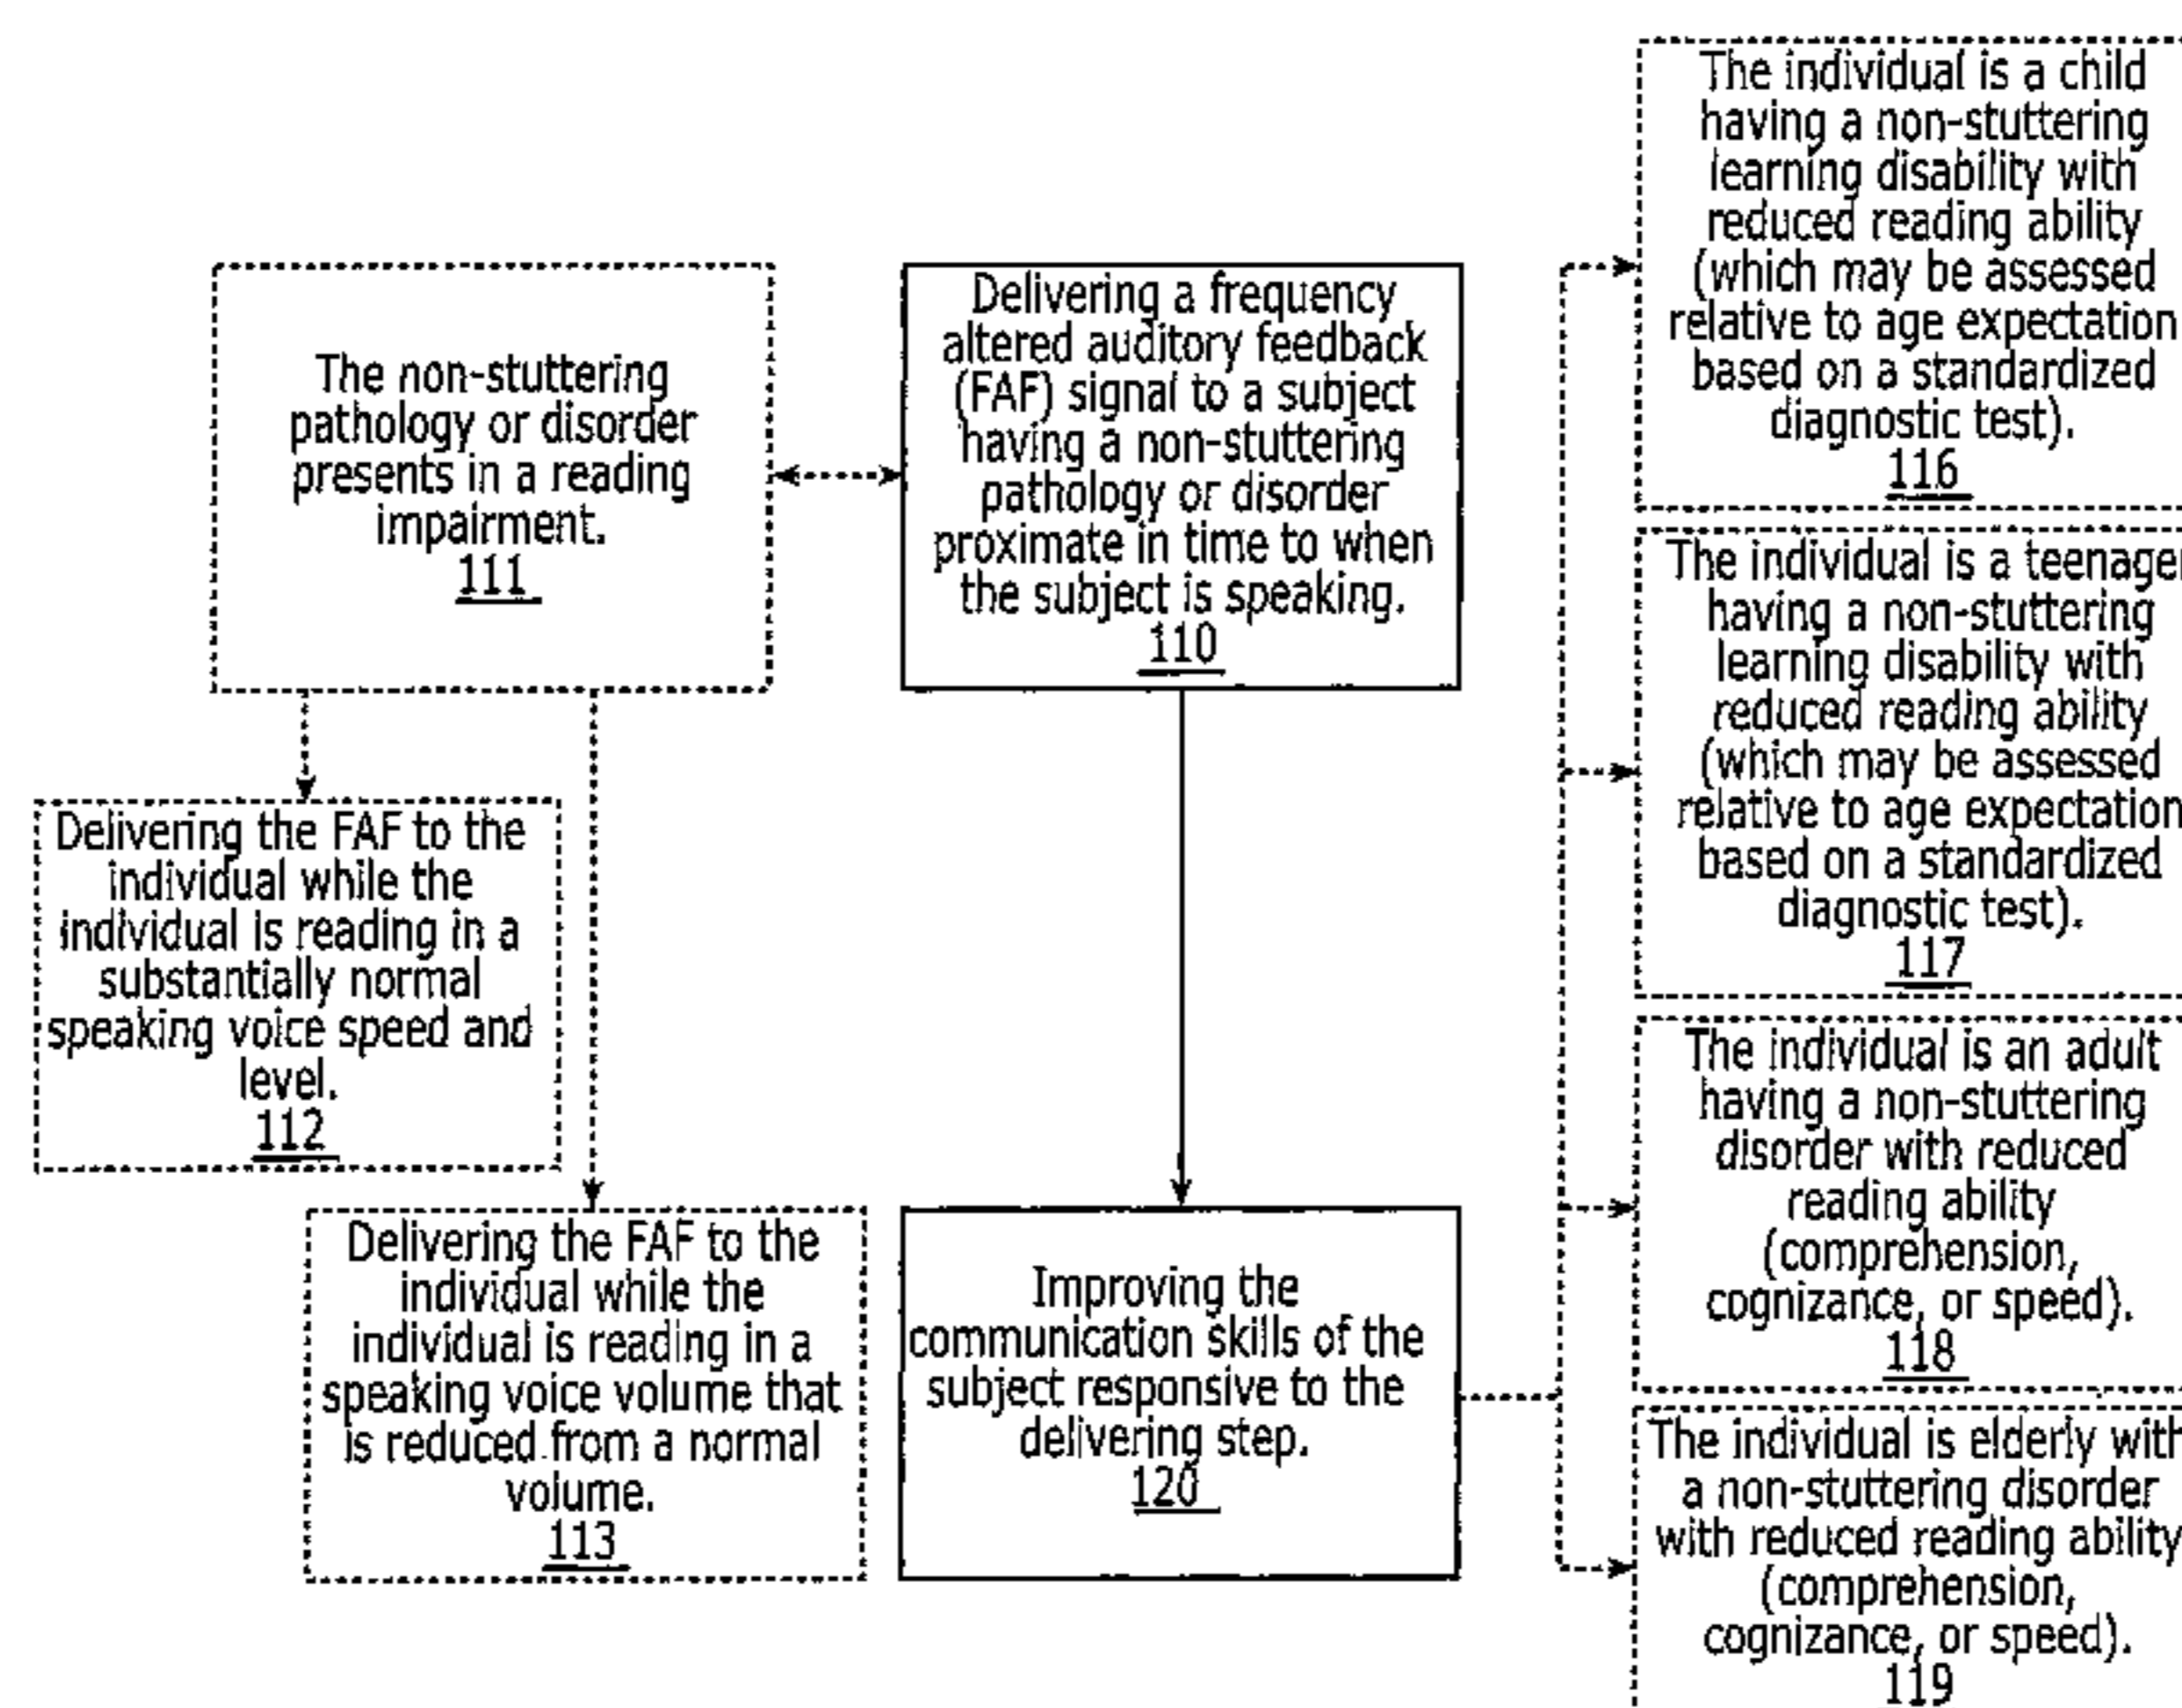 The non-stuttering
pathology or disorder
presents in a reading
impairment.
111
Delivering a frequency
altered auditory feedback
(FAF) signal to a subject
having a non-stuttering
pathology or disorder
proximate in time to when
the subject is speaking.
110
Delivering the FAF to the
individual while the
individual is reading in a
substantially normal
speaking voice speed and
level.
112
Delivering the FAF to the
individual while the
individual is reading in a
speaking voice volume that
is reduced from a normal
volume.
113
Improving the
communication skills of the
subject responsive to the
delivering step.
120
The individual is a child
having a non-stuttering
learning disability with
reduced reading ability
(which may be assessed
relative to age expectation
based on a standardized
diagnostic test).
116
The individual is a teenager
having a non-stuttering
learning disability with
reduced reading ability
(which may be assessed
relative to age expectation
based on a standardized
diagnostic test).
117
The individual is an adult
having a non-stuttering
disorder with reduced
reading ability
(comprehension,
cognizance, or speed).
118
The individual is elderly with
a non-stuttering disorder
with reduced reading ability
(comprehension,
cognizance, or speed).
119